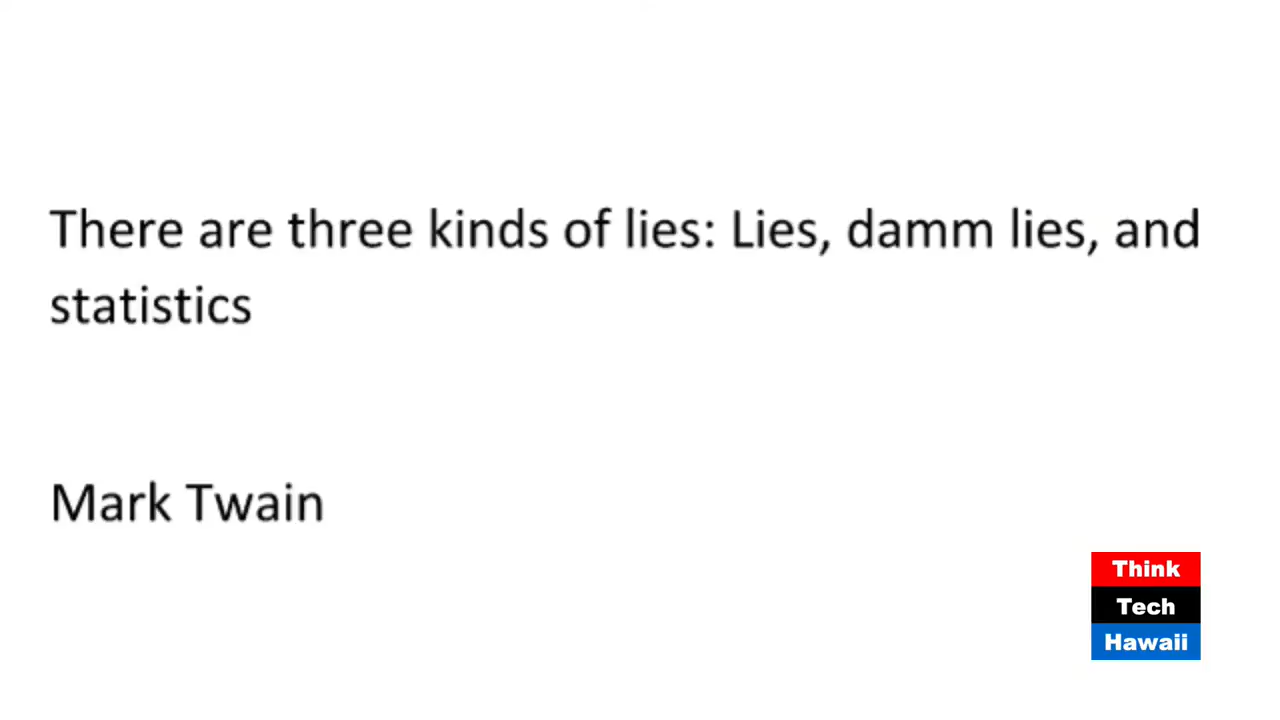 There are three kinds of lies: Lies, damm lies, and
statistics
Mark Twain
Think
Tech
Hawaii